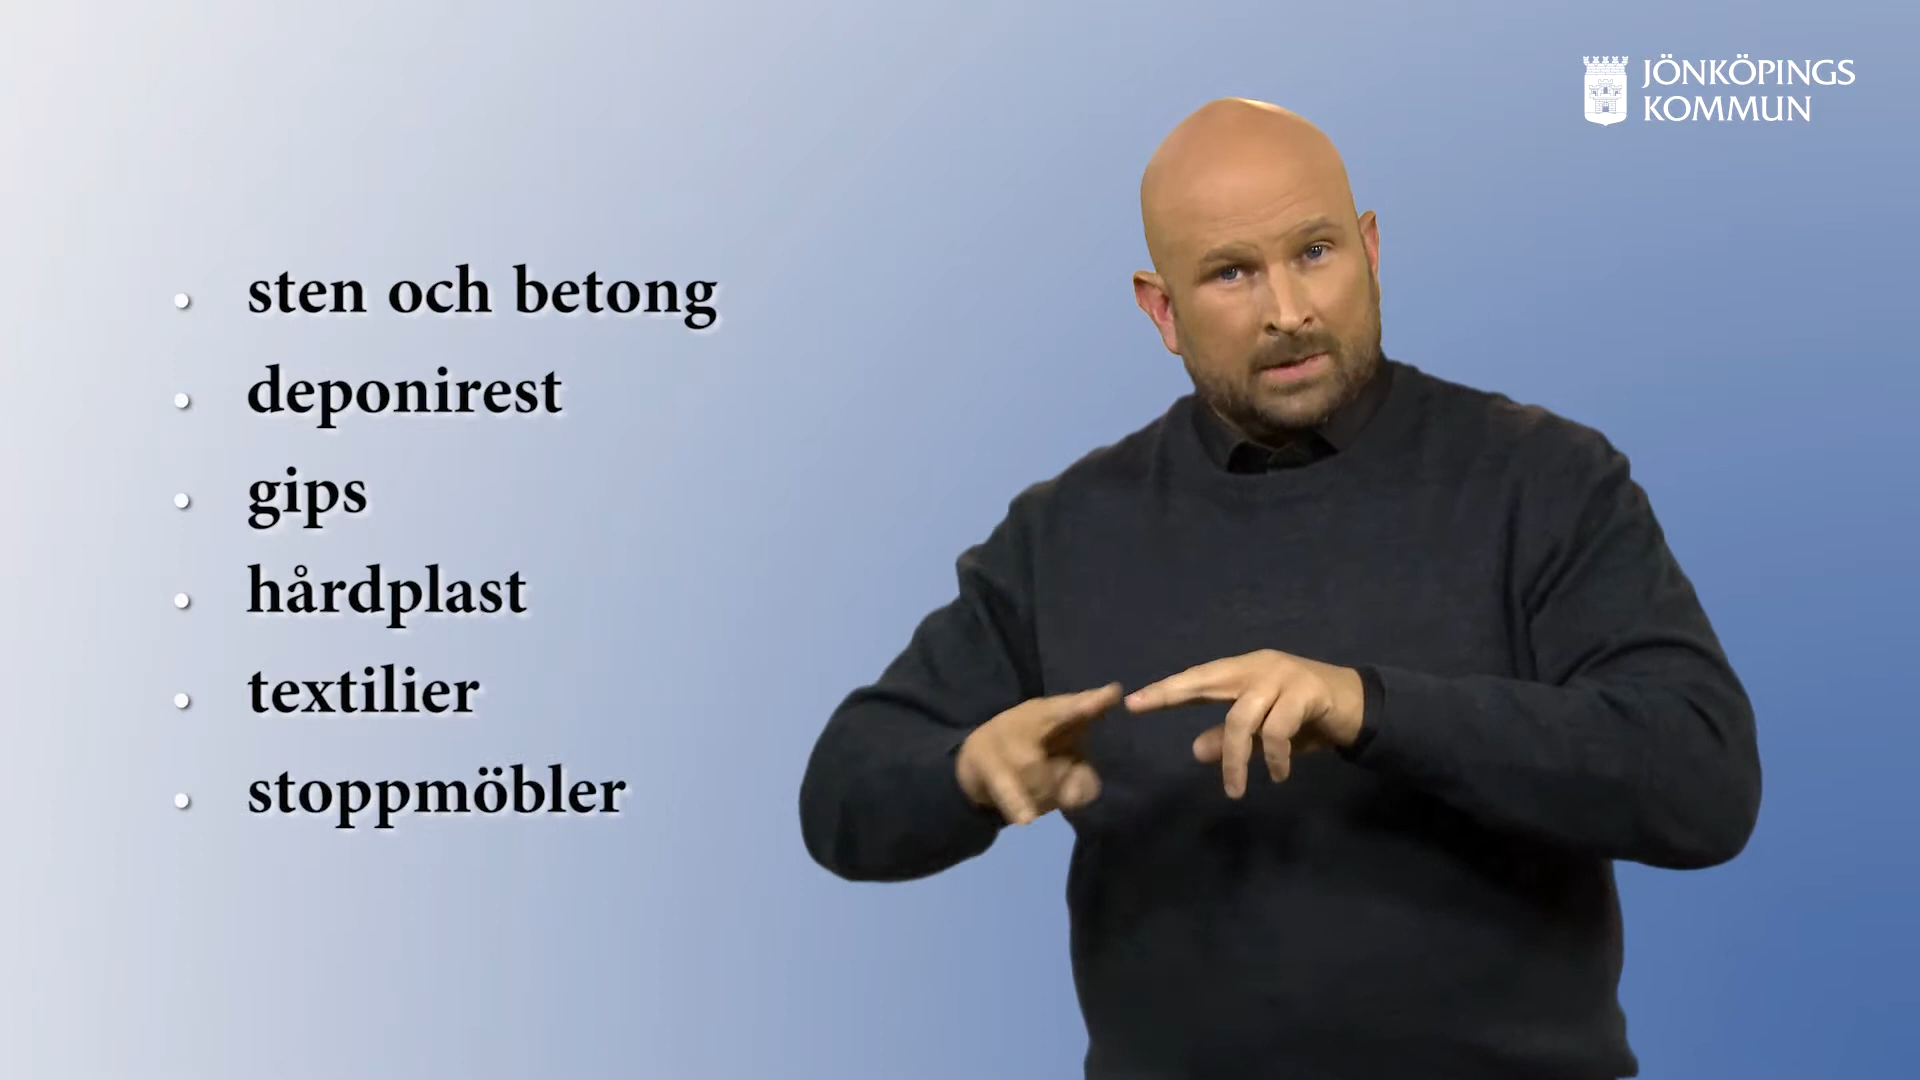 JÖNKÖPINGS
KOMMUN
sten och betong
deponirest
gips
hårdplast
textilier
stoppmöbler